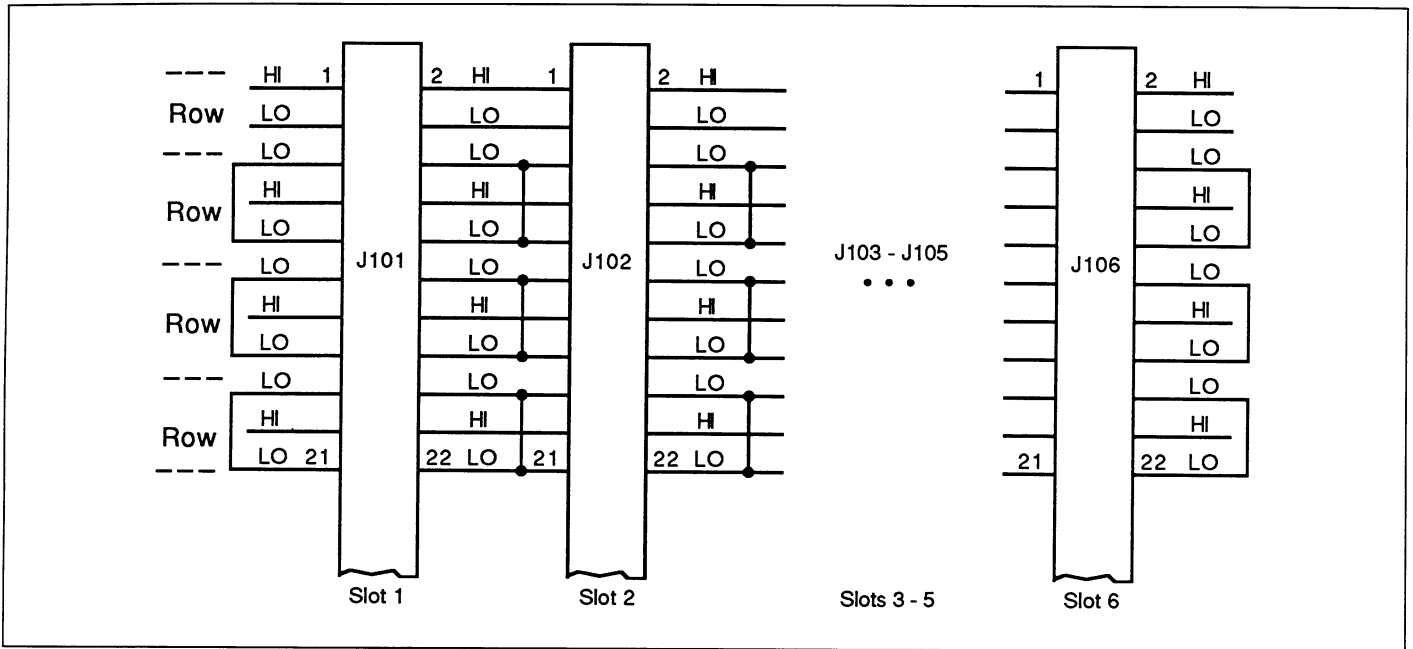 --- HI 1 2 HI 1 2 HI 1 2 HI
Row LO LO LO LO
--- LO LO LO LO
Row HI HI HI HI
LO LO LO LO
--- LO J101 LO J102 LO J103 - J105 J106 LO
• • •
Row HI HI HI HI
LO LO LO LO
--- LO LO LO LO
Row HI HI HI HI
--- LO 21 22 LO 21 22 LO 21 22 LO
Slot 1 Slot 2 Slots 3 - 5 Slot 6